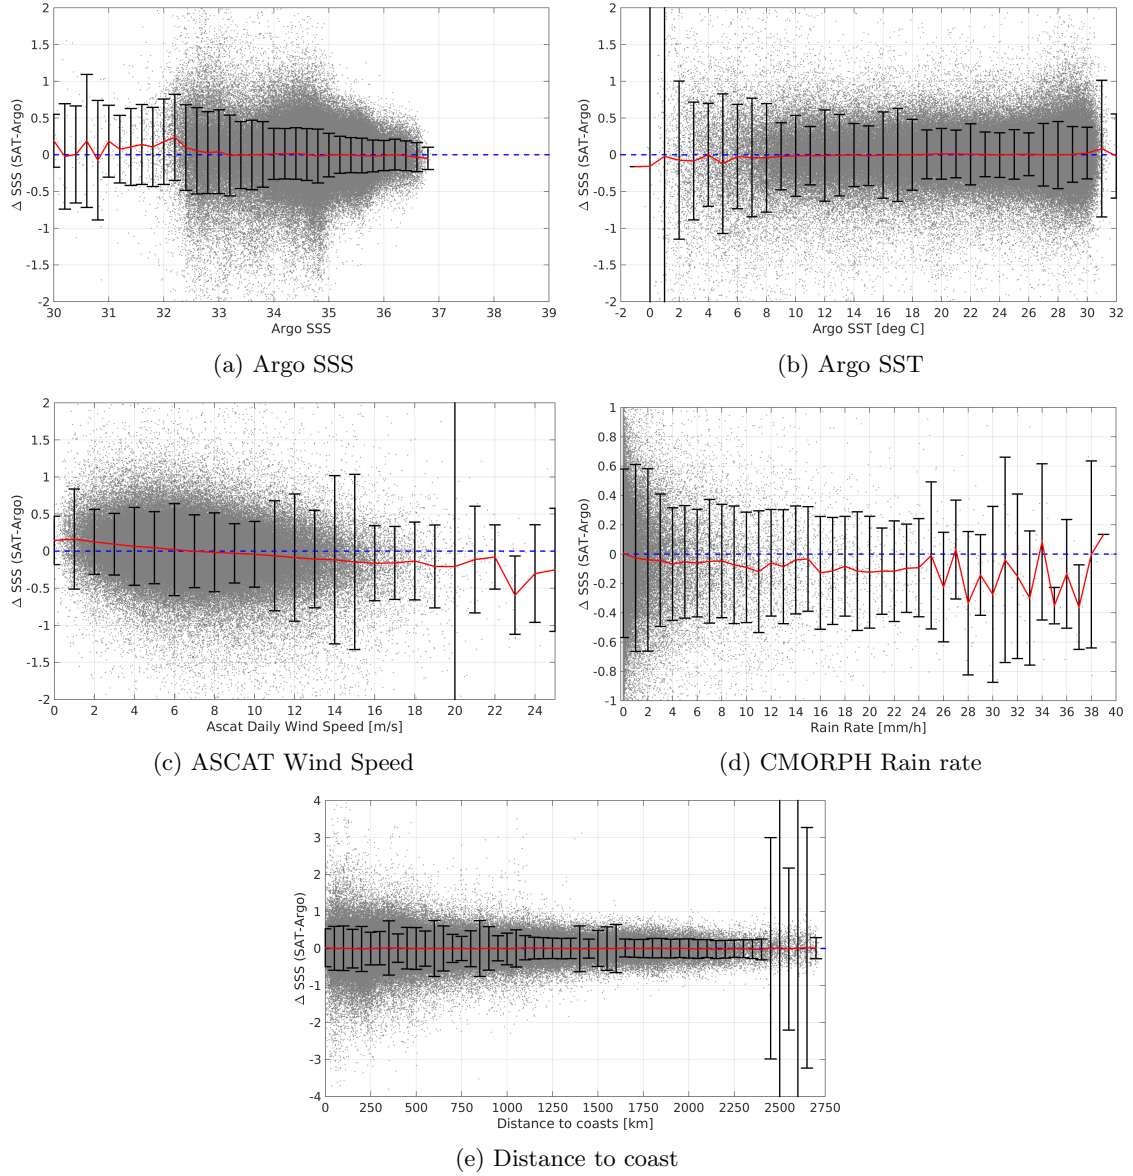 2
1.5
1
0.5
0
-0.5
-1
-1.5
-2
Δ SSS (SAT-Argo)
30 31 32 33 34 35 36 37 38 39
Argo SSS
(a) Argo SSS
2
1.5
1
0.5
0
-0.5
-1
-1.5
-2
Δ SSS (SAT-Argo)
-2 0 2 4 6 8 10 12 14 16 18 20 22 24 26 28 30 32
Argo SST [deg C]
(b) Argo SST
2
1.5
1
0.5
0
-0.5
-1
-1.5
-2
Δ SSS (SAT-Argo)
0 2 4 6 8 10 12 14 16 18 20 22 24
Ascat Daily Wind Speed [m/s]
(c) ASCAT Wind Speed
1
0.8
0.6
0.4
0.2
0
-0.2
-0.4
-0.6
-0.8
-1
Δ SSS (SAT-Argo)
0 2 4 6 8 10 12 14 16 18 20 22 24 26 28 30 32 34 36 38 40
Rain Rate [mm/h]
(d) CMORPH Rain rate
4
3
2
1
0
-1
-2
-3
-4
Δ SSS (SAT-Argo)
0 250 500 750 1000 1250 1500 1750 2000 2250 2500 2750
Distance to coasts [km]
(e) Distance to coast